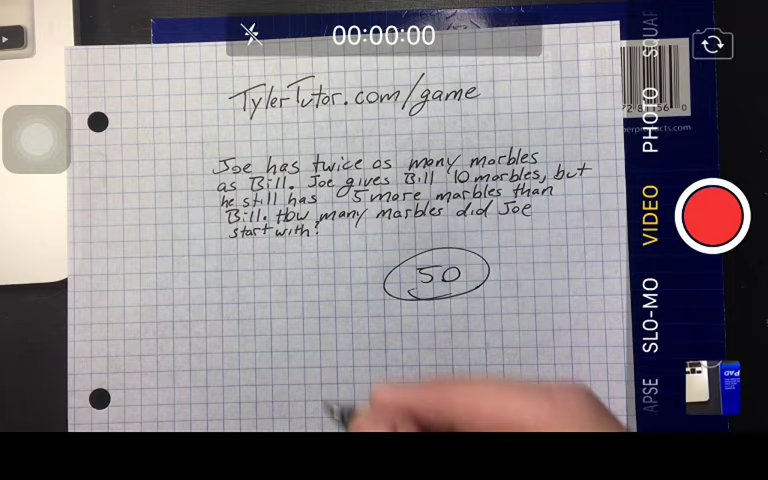 00:00:00
TylerTutor.com/game
Joe has twice as many marbles
as Bill. Joe gives Bill 10 marbles, but
he still has 5 more marbles than
Bill. How many marbles did Joe
start with?
50
SLO-MO
VIDEO
PHOTO
SQUAR
APSE